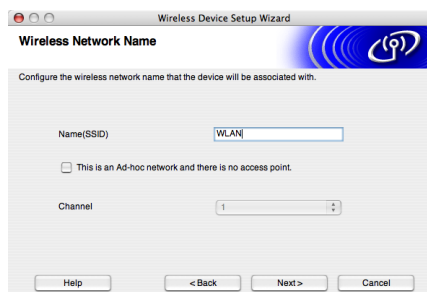 Wireless Device Setup Wizard
Wireless Network Name
Configure the wireless network name that the device will be associated with.
Name(SSID) WLAN
This is an Ad-hoc network and there is no access point.
Channel 1
Help <Back Next> Cancel